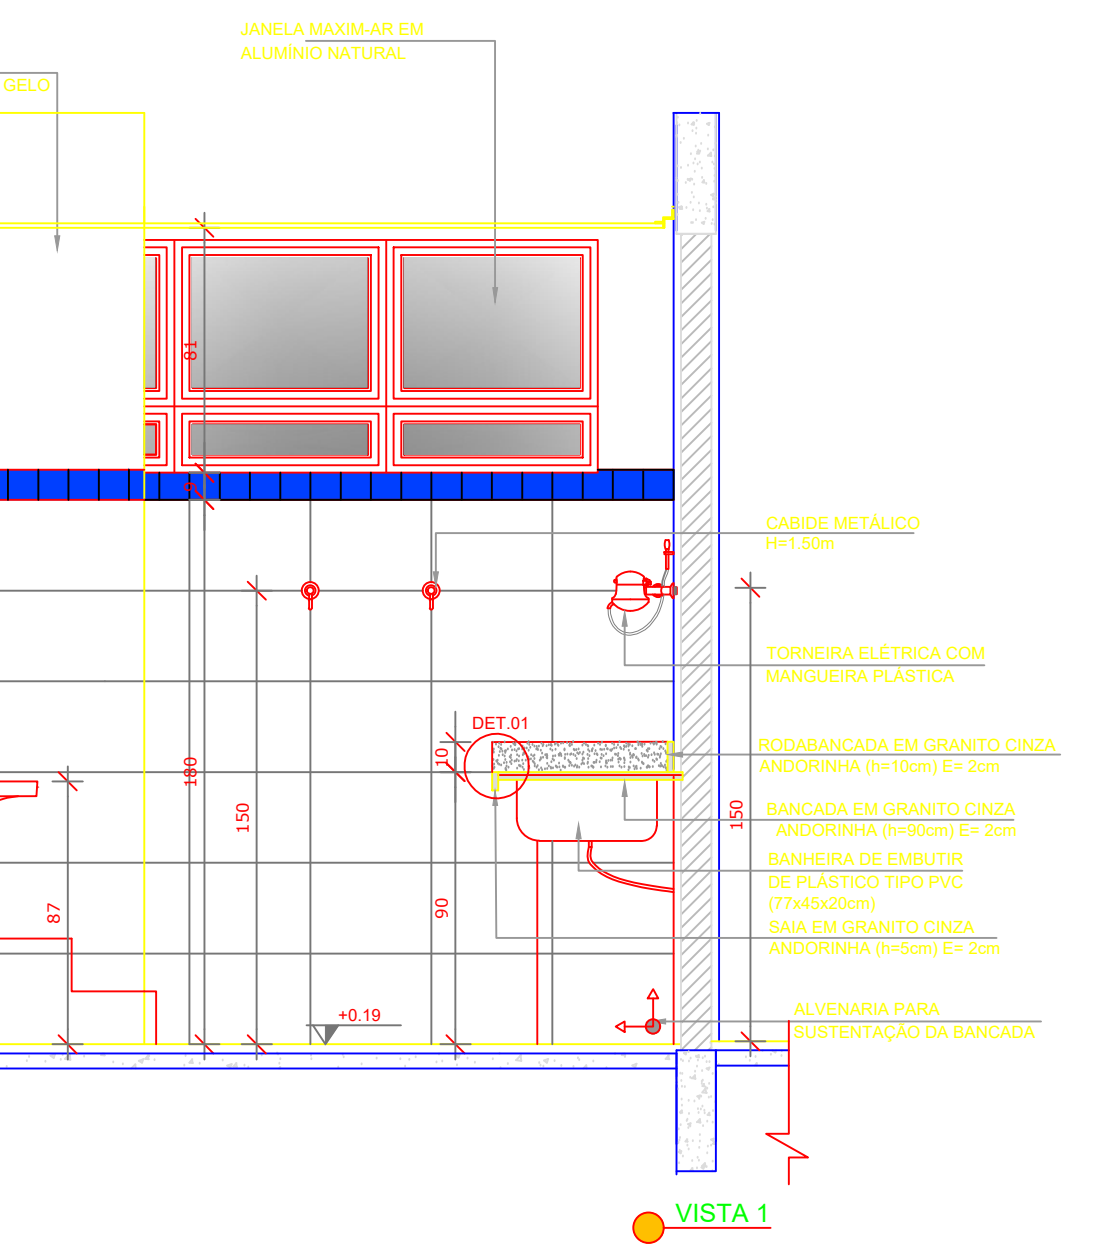 JANELA MAXIM-AR EM
ALUMÍNIO NATURAL
GELO
81
9
CABIDE METÁLICO
H=1.50m
TORNEIRA ELÉTRICA COM
MANGUEIRA PLÁSTICA
DET.01
10
RODABANCADA EM GRANITO CINZA
ANDORINHA (h=10cm) E= 2cm
180
150
150
BANCADA EM GRANITO CINZA
ANDORINHA (h=90cm) E= 2cm
BANHEIRA DE EMBUTIR
DE PLÁSTICO TIPO PVC
(77x45x20cm)
87
90
SAIA EM GRANITO CINZA
ANDORINHA (h=5cm) E= 2cm
+0.19
ALVENARIA PARA
SUSTENTAÇÃO DA BANCADA
VISTA 1